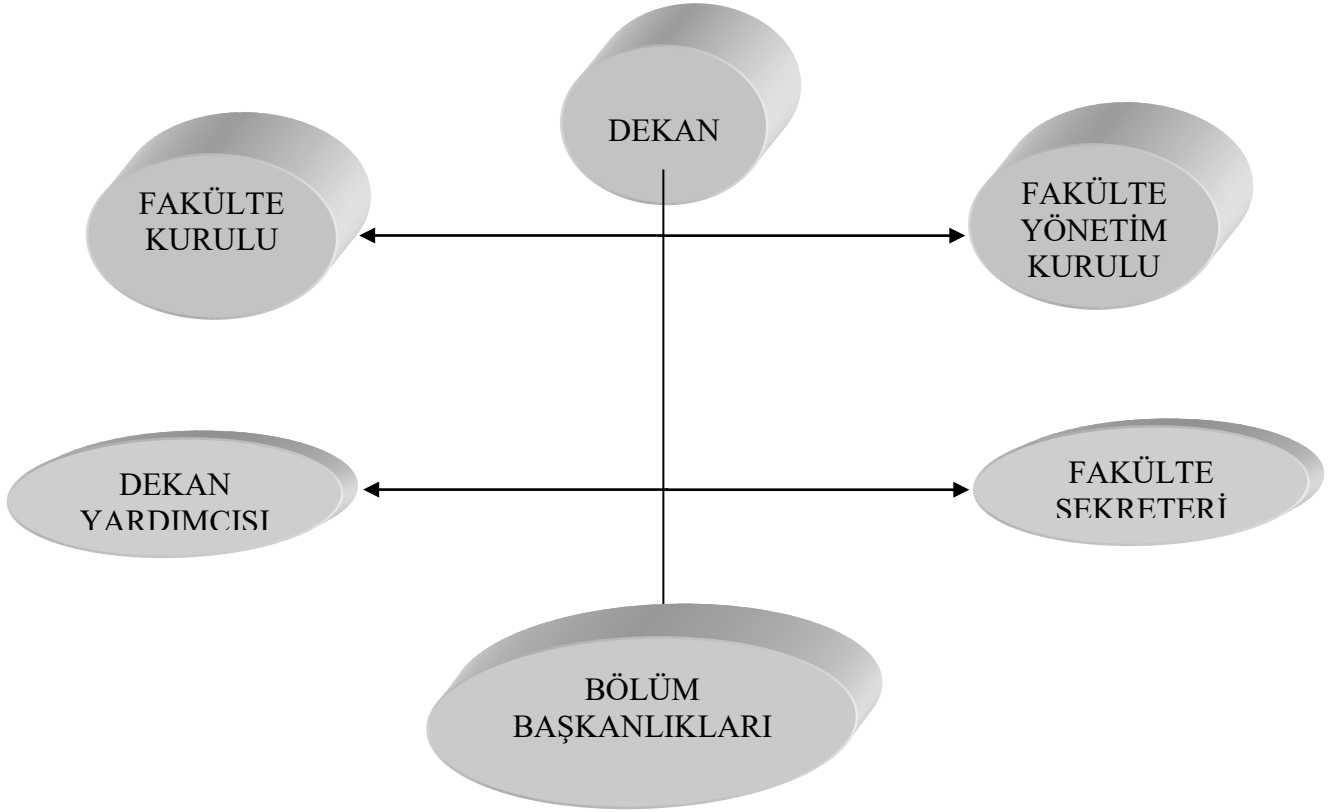 DEKAN
FAKÜLTE
KURULU
FAKÜLTE
YÖNETİM
KURULU
DEKAN
YARDIMCISI
FAKÜLTE
SEKRETERİ
BÖLÜM
BAŞKANLIKLARI